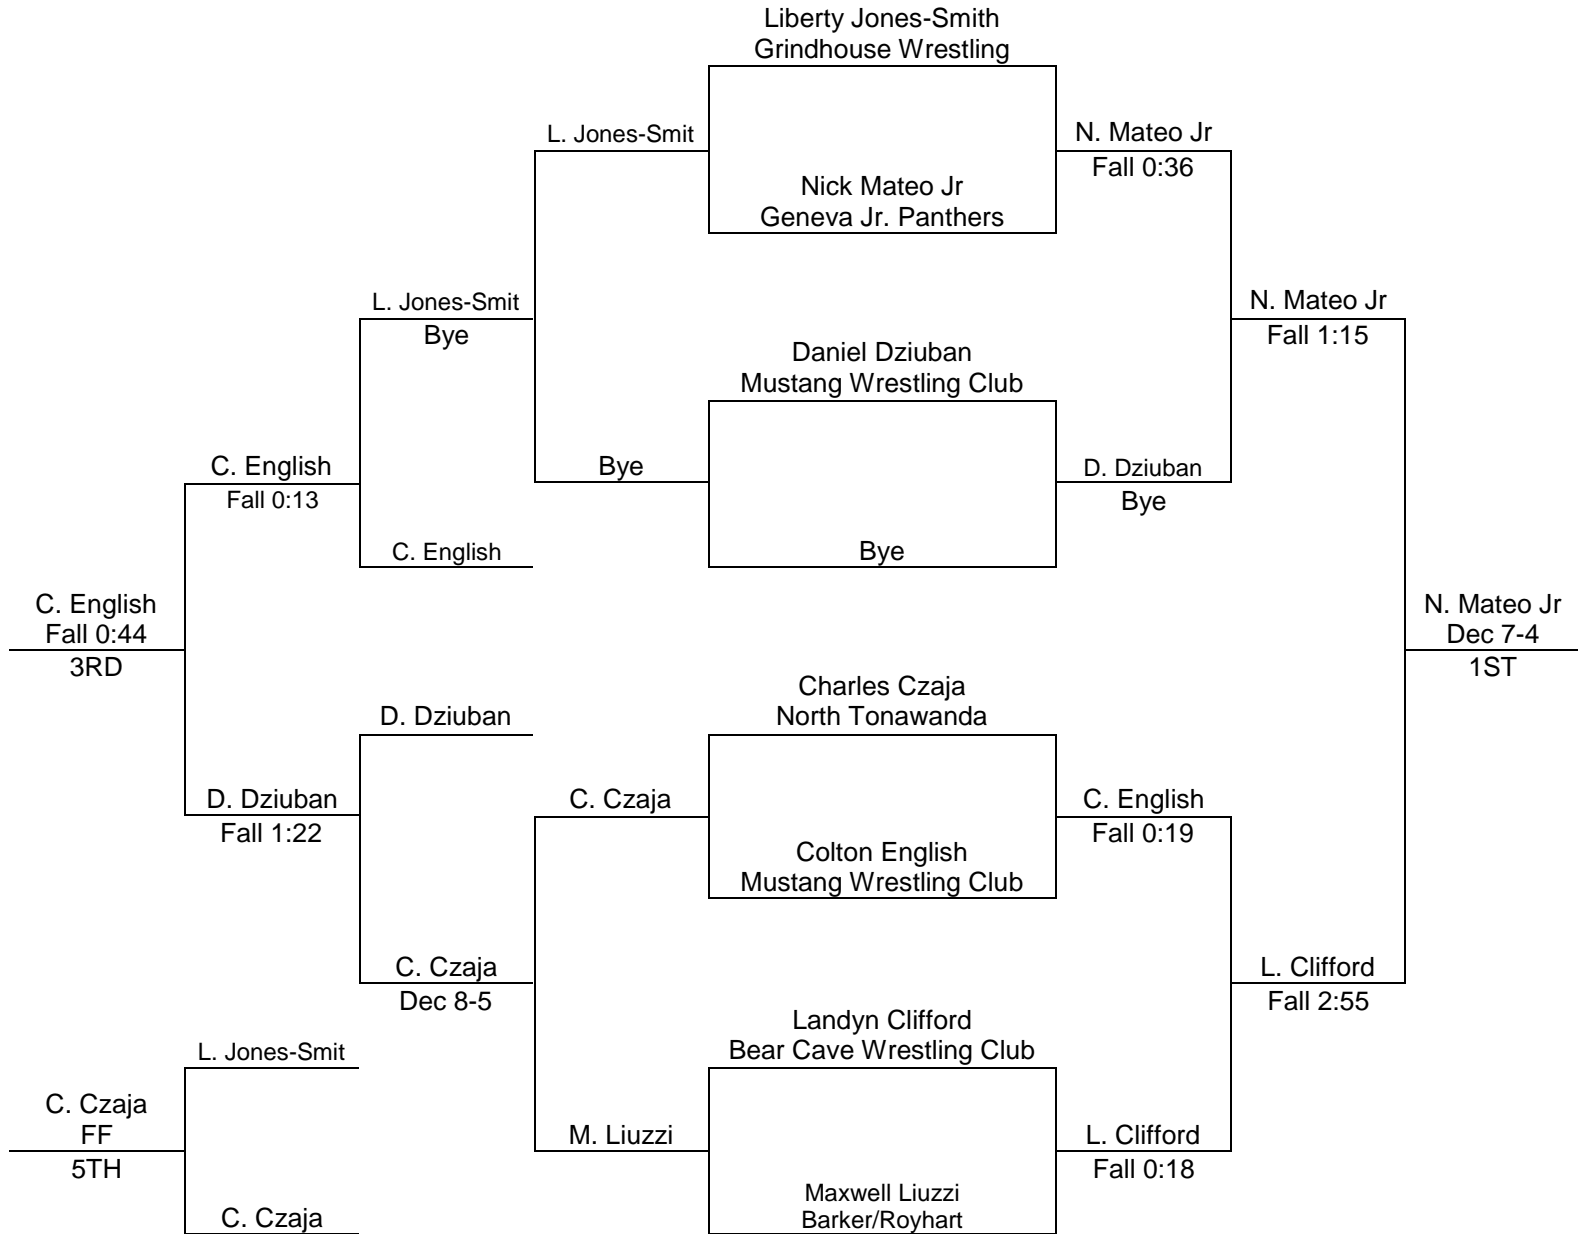 Liberty Jones-Smith
Grindhouse Wrestling
L. Jones-Smit
N. Mateo Jr
Fall 0:36
Nick Mateo Jr
Geneva Jr. Panthers
L. Jones-Smit
Bye
N. Mateo Jr
Fall 1:15
Daniel Dziuban
Mustang Wrestling Club
C. English
Fall 0:13
Bye
D. Dziuban
Bye
C. English
Bye
C. English
Fall 0:44
3RD
N. Mateo Jr
Dec 7-4
1ST
Charles Czaja
North Tonawanda
D. Dziuban
D. Dziuban
Fall 1:22
C. Czaja
C. English
Fall 0:19
Colton English
Mustang Wrestling Club
C. Czaja
Dec 8-5
L. Clifford
Fall 2:55
Landyn Clifford
Bear Cave Wrestling Club
L. Jones-Smit
C. Czaja
FF
5TH
M. Liuzzi
L. Clifford
Fall 0:18
Maxwell Liuzzi
Barker/Royhart
C. Czaja